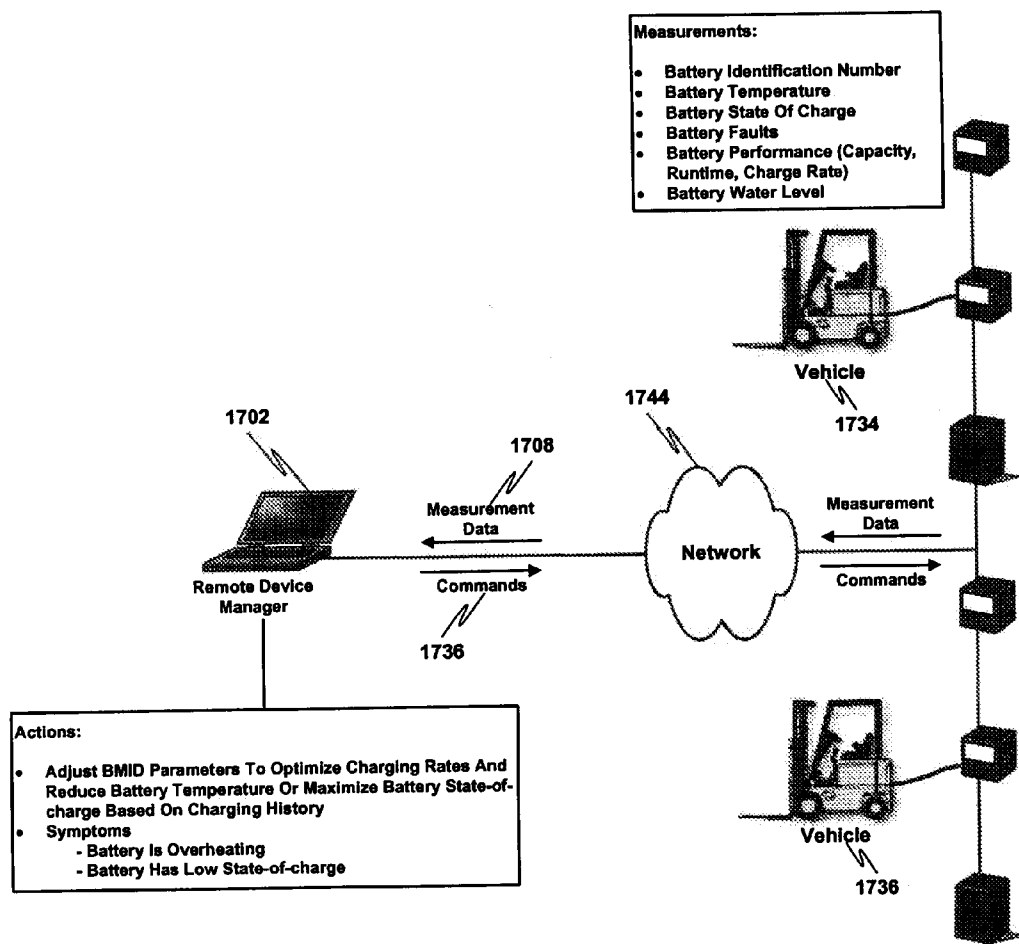 Measurements:
• Battery Identification Number
• Battery Temperature
• Battery State Of Charge
• Battery Faults
• Battery Performance (Capacity,
Runtime, Charge Rate)
• Battery Water Level
Vehicle
1734
1702
1708
1744
Measurement
Data
Commands
1736
Remote Device
Manager
Network
Measurement
Data
Commands
Actions:
• Adjust BMID Parameters To Optimize Charging Rates And
Reduce Battery Temperature Or Maximize Battery State-of-
charge Based On Charging History
• Symptoms
- Battery Is Overheating
- Battery Has Low State-of-charge
Vehicle
1736